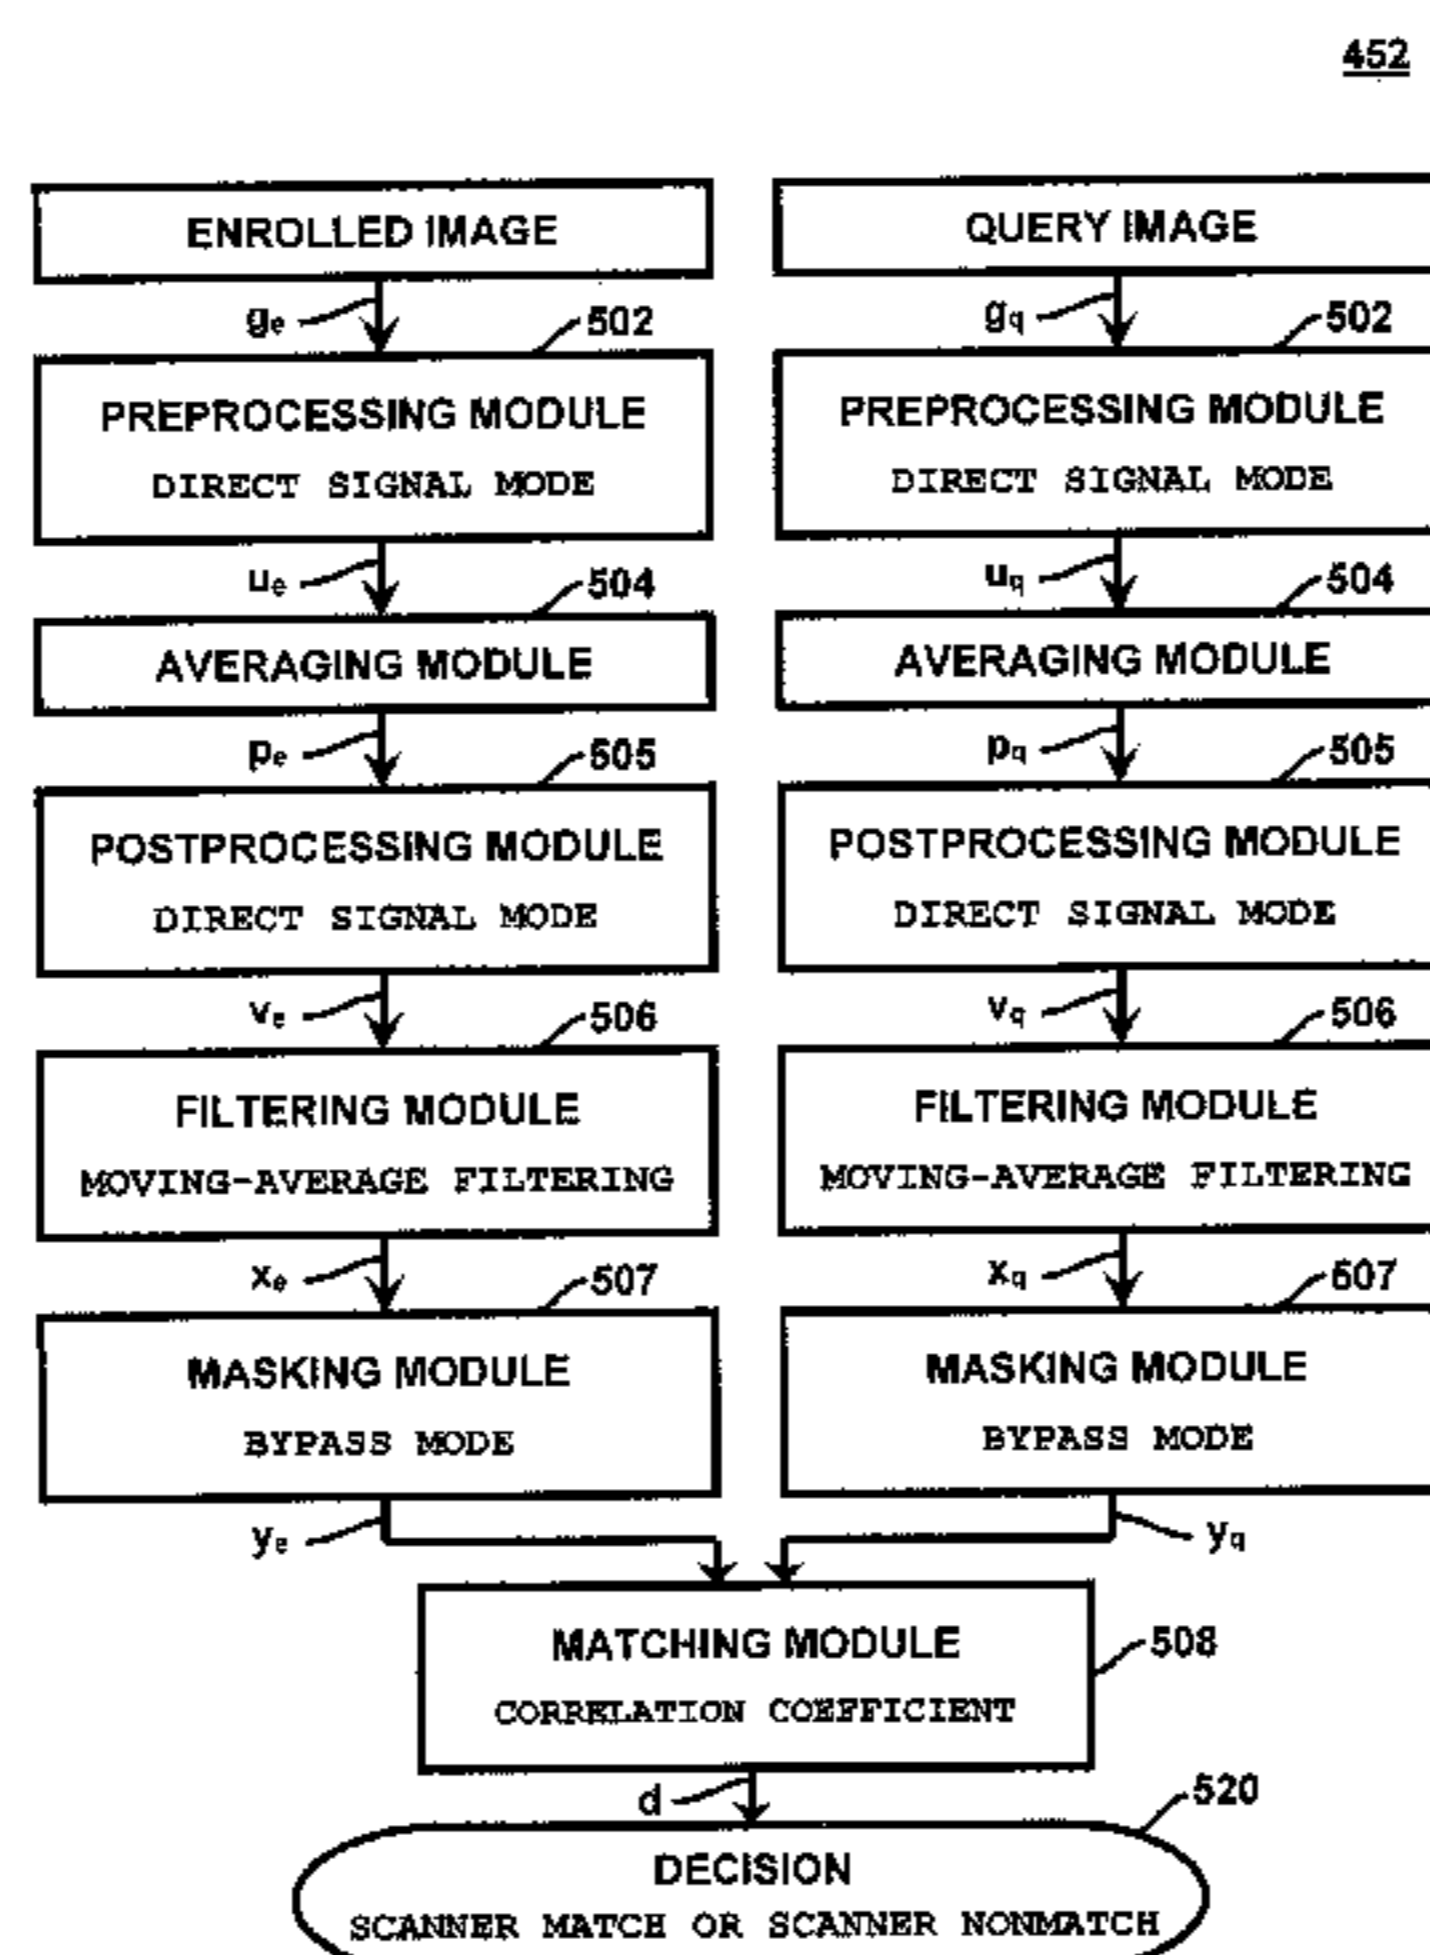 452
ENROLLED IMAGE
QUERY IMAGE
ge
502
gq
502
PREPROCESSING MODULE
DIRECT SIGNAL MODE
PREPROCESSING MODULE
DIRECT SIGNAL MODE
ue
504
uq
504
AVERAGING MODULE
AVERAGING MODULE
pe
505
pq
505
POSTPROCESSING MODULE
DIRECT SIGNAL MODE
POSTPROCESSING MODULE
DIRECT SIGNAL MODE
ve
506
vq
506
FILTERING MODULE
MOVING-AVERAGE FILTERING
FILTERING MODULE
MOVING-AVERAGE FILTERING
xe
507
xq
507
MASKING MODULE
BYPASS MODE
MASKING MODULE
BYPASS MODE
ye
yq
MATCHING MODULE
CORRELATION COEFFICIENT
508
d
520
DECISION
SCANNER MATCH OR SCANNER NONMATCH